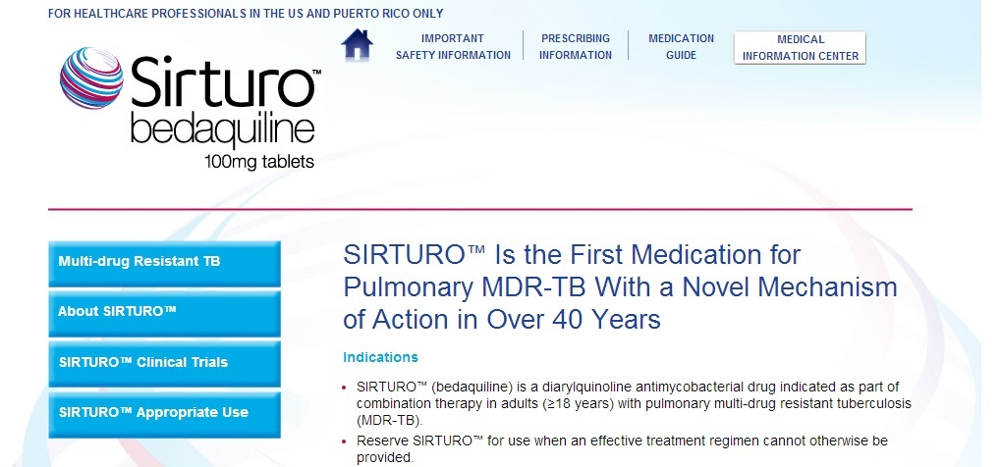 FOR HEALTHCARE PROFESSIONALS IN THE US AND PUERTO RICO ONLY
IMPORTANT
SAFETY INFORMATION
PRESCRIBING
INFORMATION
MEDICATION
GUIDE
MEDICAL
INFORMATION CENTER
Sirturo™
bedaquiline
100mg tablets
Multi-drug Resistant TB
About SIRTURO™
SIRTURO™ Clinical Trials
SIRTURO™ Appropriate Use
SIRTURO™ Is the First Medication for
Pulmonary MDR-TB With a Novel Mechanism
of Action in Over 40 Years
Indications
• SIRTURO™ (bedaquiline) is a diarylquinoline antimycobacterial drug indicated as part of
combination therapy in adults (≥18 years) with pulmonary multi-drug resistant tuberculosis
(MDR-TB).
• Reserve SIRTURO™ for use when an effective treatment regimen cannot otherwise be
provided.